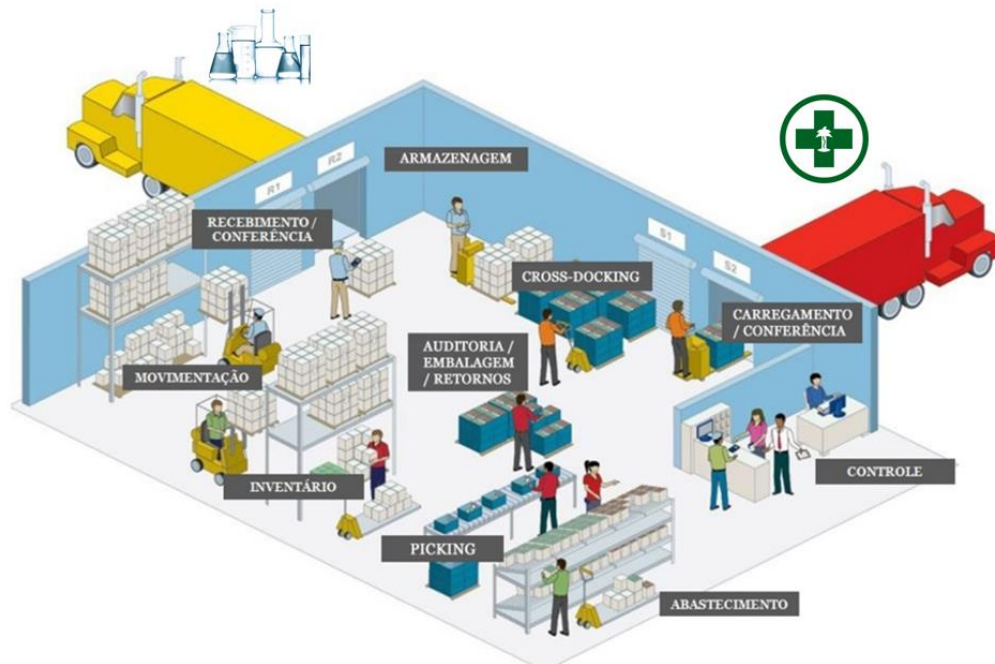 ARMAZENAGEM
R2
R1
RECEBIMENTO /
CONFERÊNCIA
S1
S2
CROSS-DOCKING
CARREGAMENTO
/ CONFERÊNCIA
AUDITORIA /
EMBALAGEM
/ RETORNOS
MOVIMENTAÇÃO
INVENTÁRIO
CONTROLE
PICKING
ABASTECIMENTO